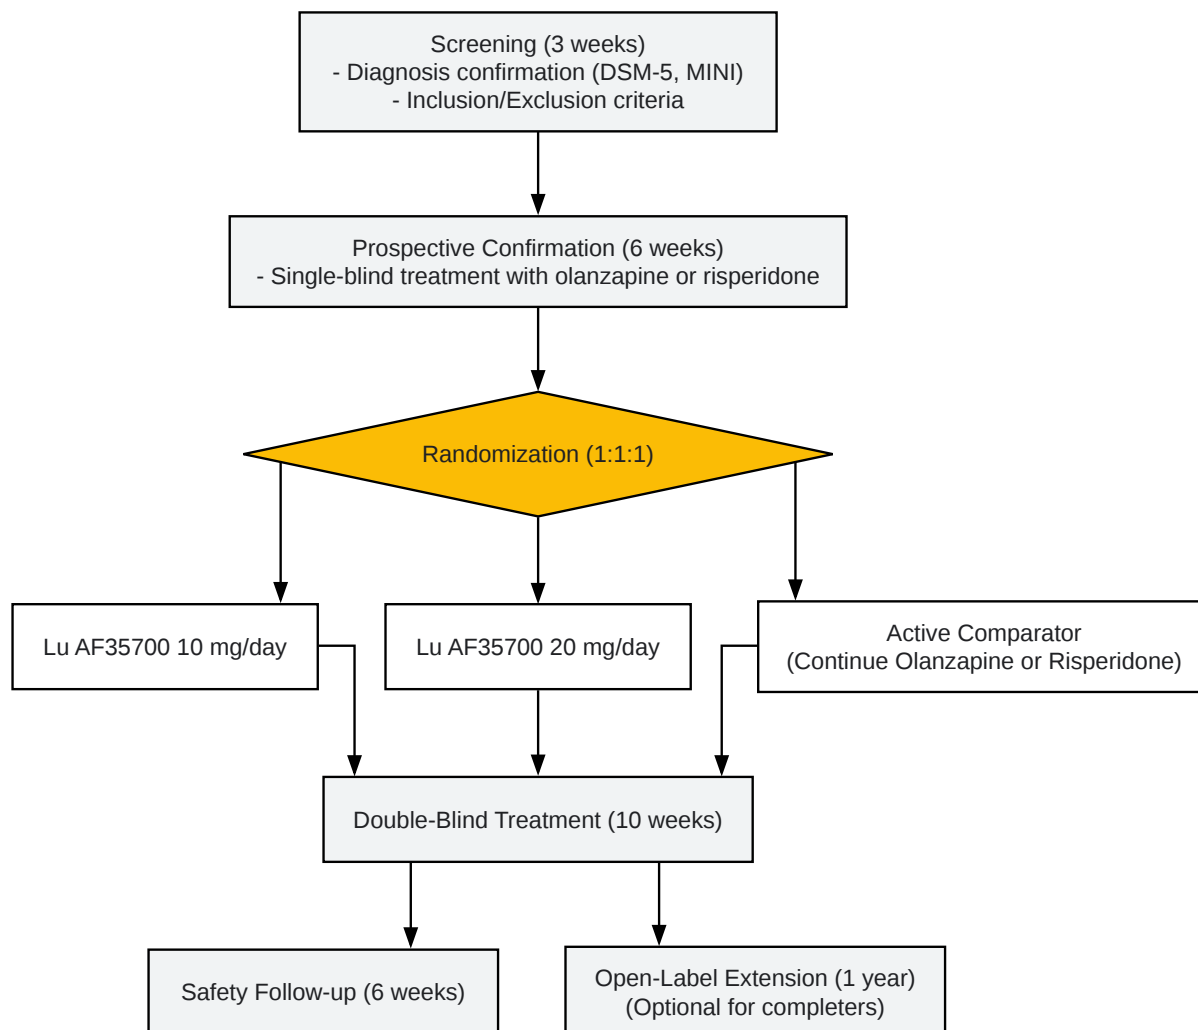 Screening (3 weeks)
- Diagnosis confirmation (DSM-5, MINI)
- Inclusion/Exclusion criteria
Prospective Confirmation (6 weeks)
- Single-blind treatment with olanzapine or risperidone
Randomization (1:1:1)
Lu AF35700 10 mg/day
Lu AF35700 20 mg/day
Active Comparator
(Continue Olanzapine or Risperidone)
Double-Blind Treatment (10 weeks)
Safety Follow-up (6 weeks)
Open-Label Extension (1 year)
(Optional for completers)